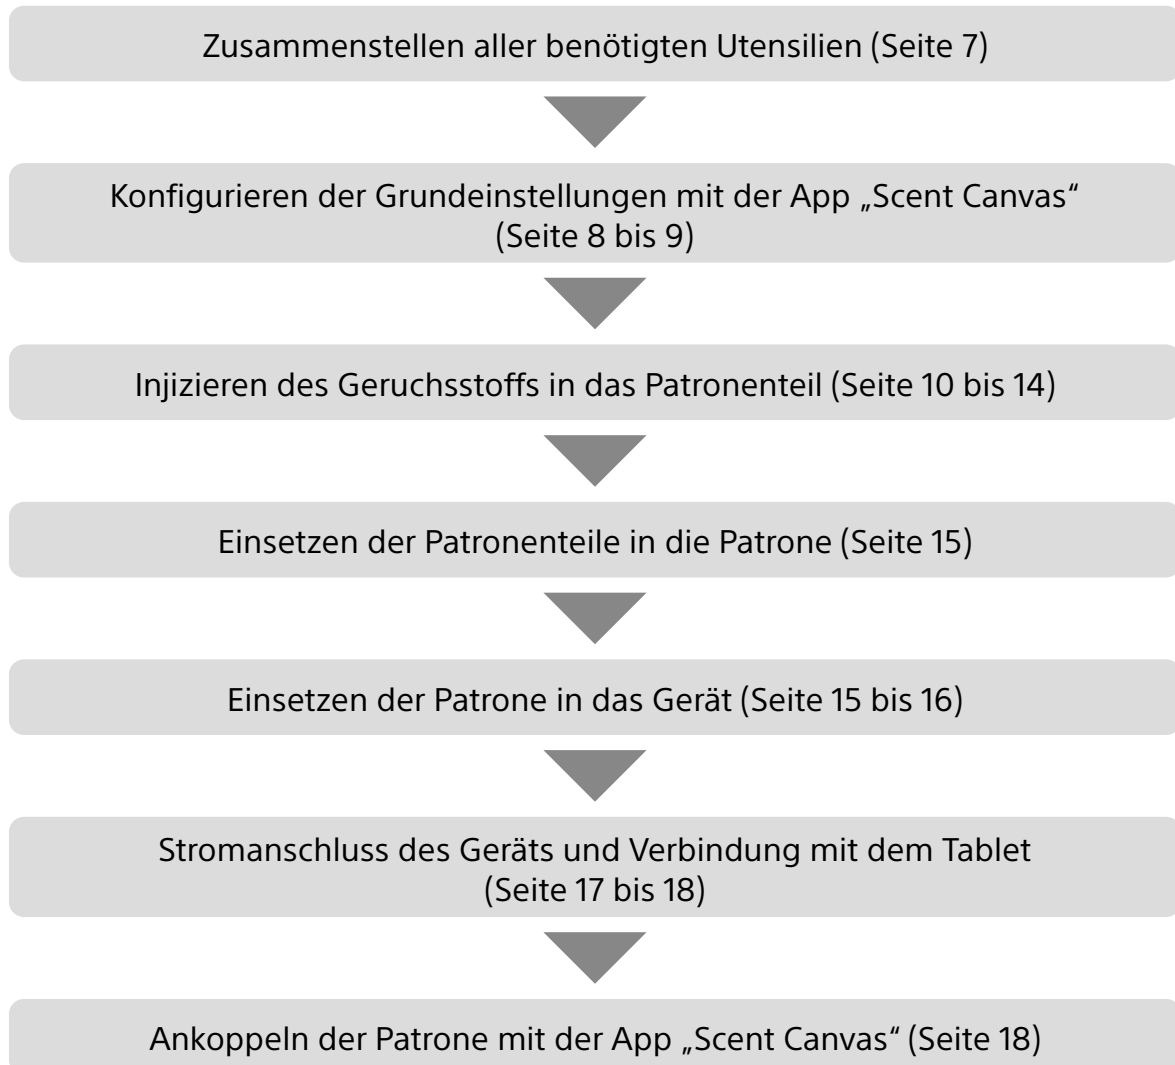 Zusammenstellen aller benötigten Utensilien (Seite 7)
Konfigurieren der Grundeinstellungen mit der App „Scent Canvas“
(Seite 8 bis 9)
Injizieren des Geruchsstoffs in das Patronenteil (Seite 10 bis 14)
Einsetzen der Patronenteile in die Patrone (Seite 15)
Einsetzen der Patrone in das Gerät (Seite 15 bis 16)
Stromanschluss des Geräts und Verbindung mit dem Tablet
(Seite 17 bis 18)
Ankoppeln der Patrone mit der App „Scent Canvas“ (Seite 18)